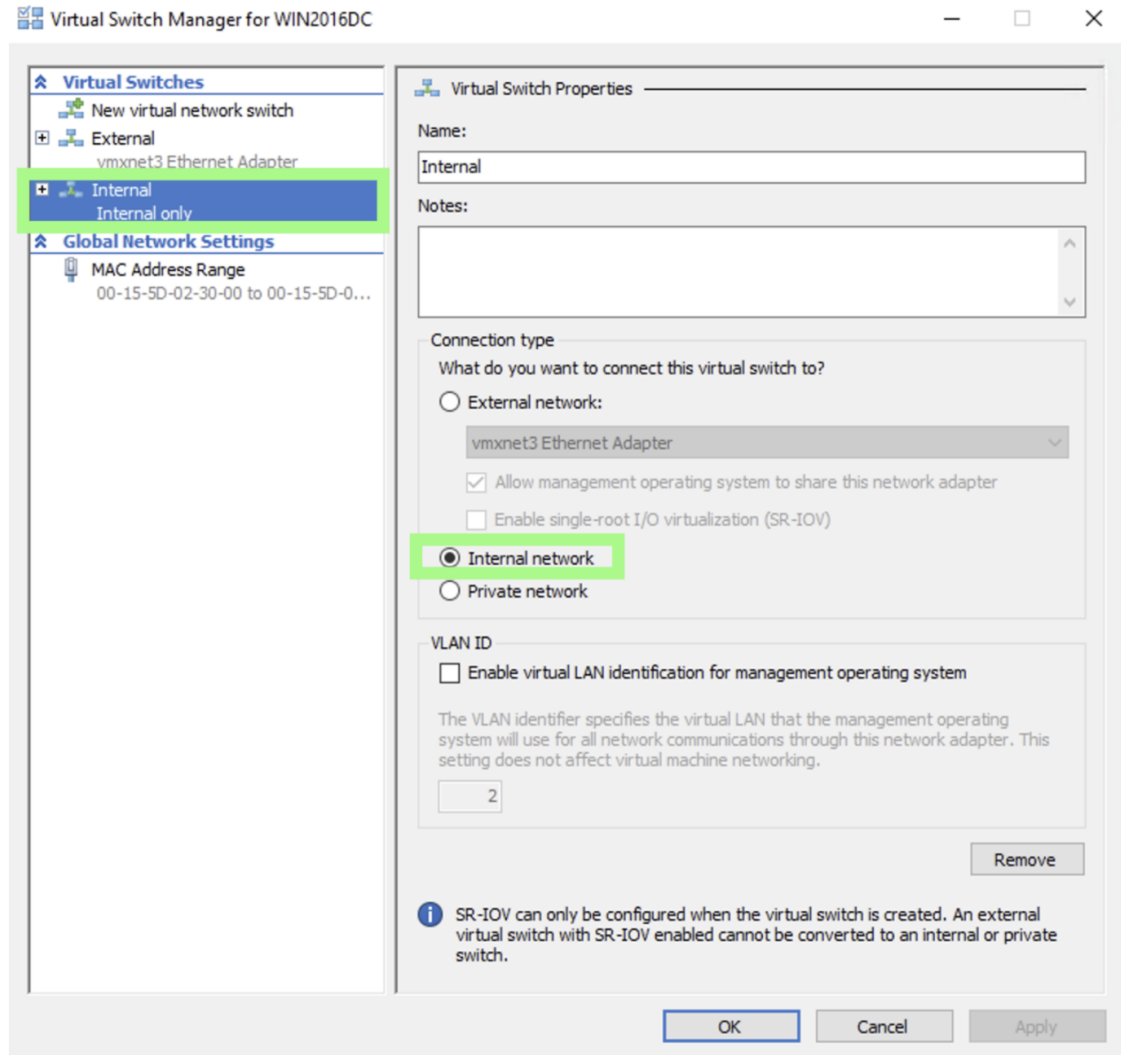 Virtual Switch Manager for WIN2016DC
Virtual Switches
New virtual network switch
External
vmxnet3 Ethernet Adapter
Internal
Internal only
Global Network Settings
MAC Address Range
00-15-5D-02-30-00 to 00-15-5D-0...
Virtual Switch Properties
Name:
Internal
Notes:
Connection type
What do you want to connect this virtual switch to?
External network:
vmxnet3 Ethernet Adapter
Allow management operating system to share this network adapter
Enable single-root I/O virtualization (SR-IOV)
Internal network
Private network
VLAN ID
Enable virtual LAN identification for management operating system
The VLAN identifier specifies the virtual LAN that the management operating
system will use for all network communications through this network adapter. This
setting does not affect virtual machine networking.
2
Remove
SR-IOV can only be configured when the virtual switch is created. An external
virtual switch with SR-IOV enabled cannot be converted to an internal or private
switch.
OK
Cancel
Apply